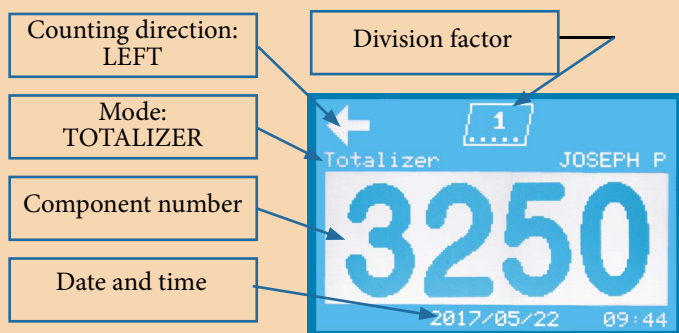 Counting direction:
LEFT
Division factor
Mode:
TOTALIZER
Component number
Date and time
1
Totalizer JOSEPH P
3250
2017/05/22 09:44